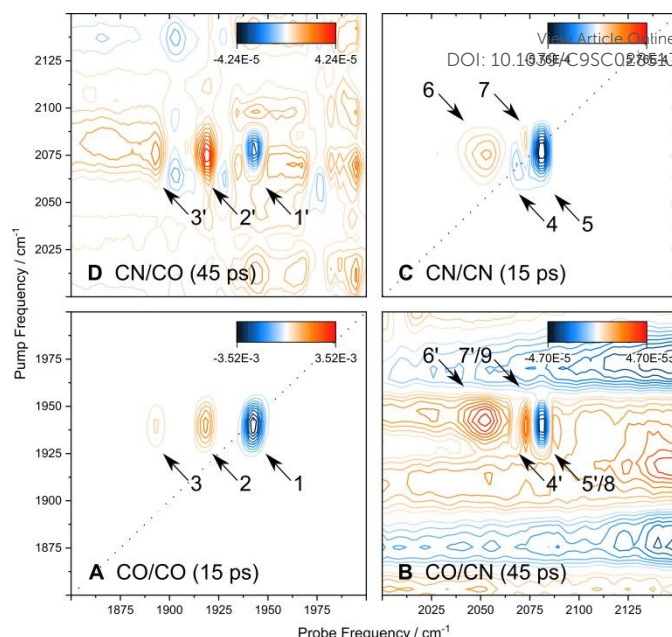 View Article Online
-4.24E-5 4.24E-5
6 7
4 5
3' 2' 1'
D CN/CO (45 ps)
C CN/CN (15 ps)
2125
2100
2075
2050
2025
Pump Frequency / cm⁻¹
-3.52E-3 3.52E-3
-4.70E-5 4.70E-5
6' 7'/9
4' 5'/8
3 2 1
A CO/CO (15 ps)
B CO/CN (45 ps)
1975
1950
1925
1900
1875
1875 1900 1925 1950 1975
2025 2050 2075 2100 2125
Probe Frequency / cm⁻¹